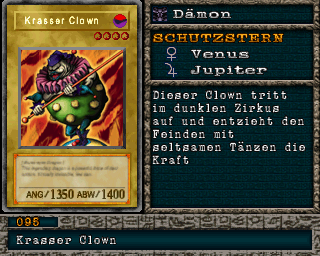 Krasser Clown
ANG/1350 ABW/1400
Dämon
SCHUTZSTERN
Venus
Jupiter
Dieser Clown tritt
im dunklen Zirkus
auf und entzieht den
Feinden mit
seltsamen Tänzen die
Kraft
095
Krasser Clown